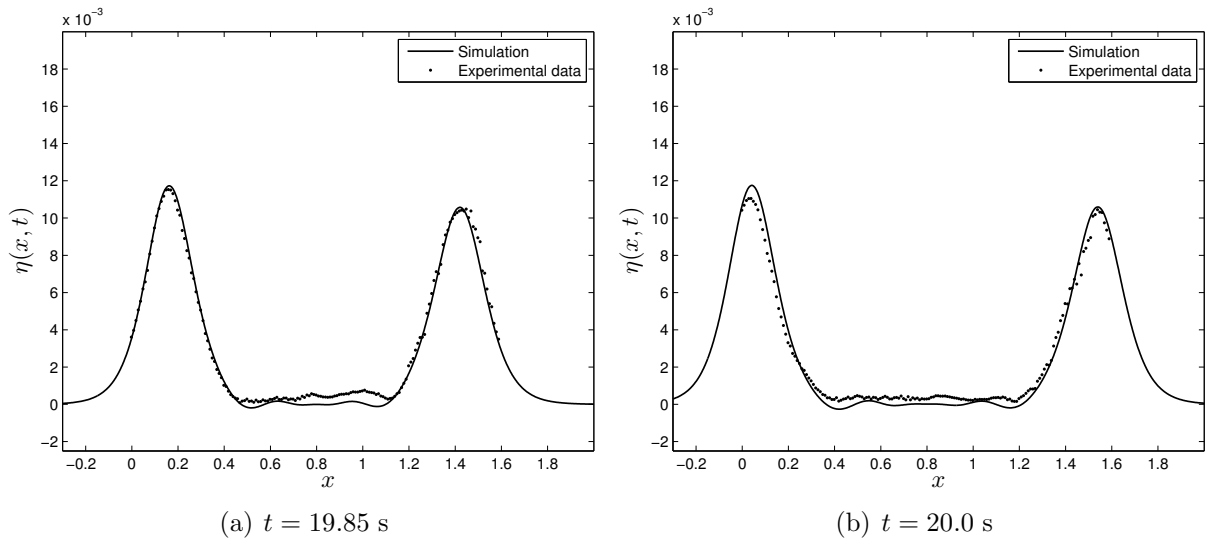 x 10⁻³
Simulation
Experimental data
18
16
14
12
10
8
6
4
2
0
−2
η(x, t)
−0.2 0 0.2 0.4 0.6 0.8 1 1.2 1.4 1.6 1.8
x
(a) t = 19.85 s
x 10⁻³
Simulation
Experimental data
18
16
14
12
10
8
6
4
2
0
−2
η(x, t)
−0.2 0 0.2 0.4 0.6 0.8 1 1.2 1.4 1.6 1.8
x
(b) t = 20.0 s